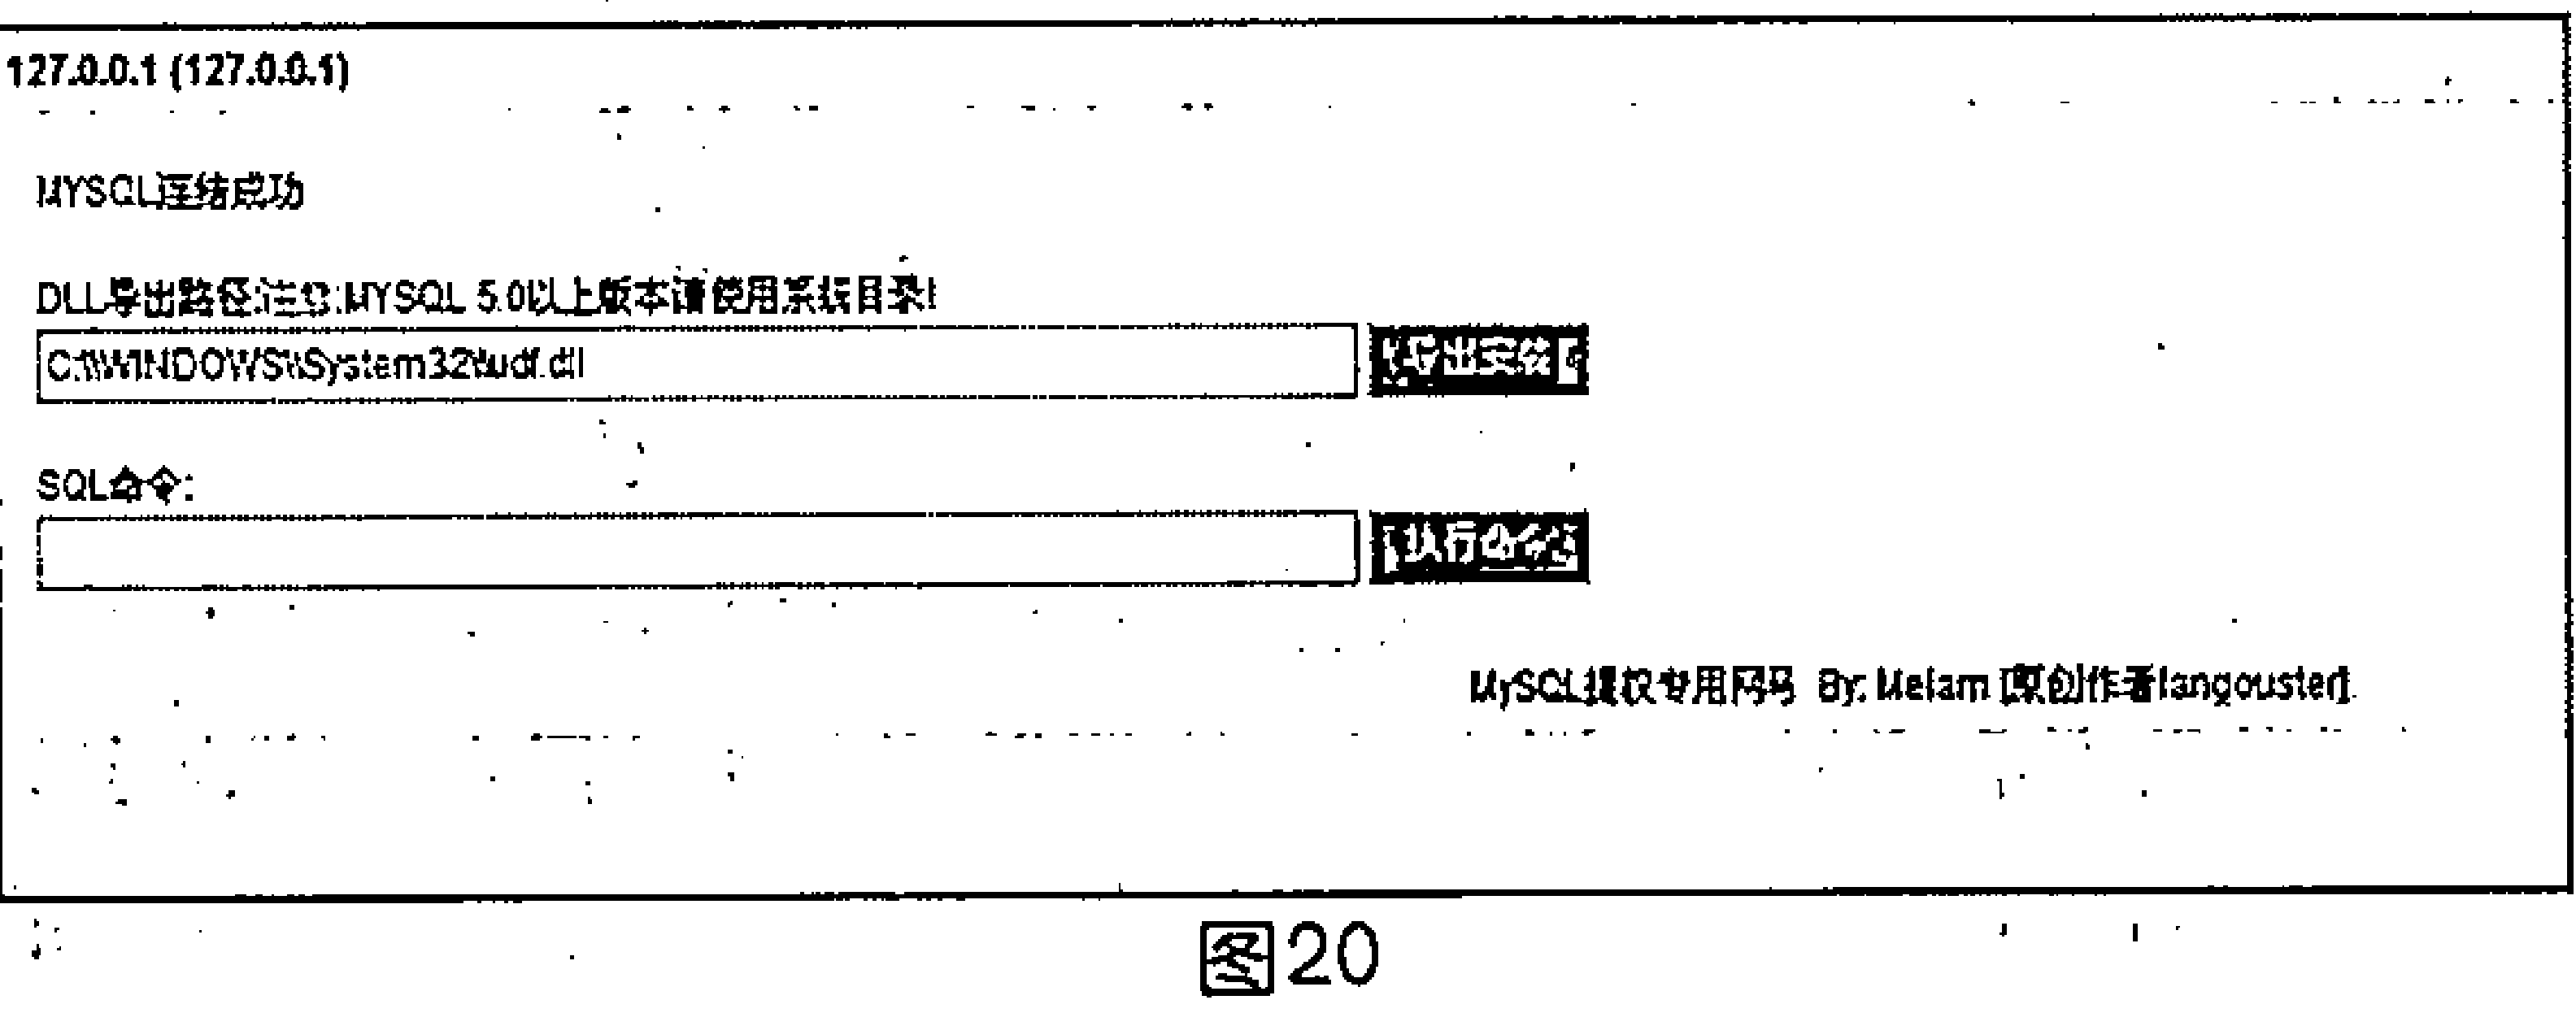 127.0.0.1 (127.0.0.1)
MYSQL连结成功
DLL导出路径:注意:MYSQL 5.0以上版本请使用系统目录!
C:\\WINDOWS\\System32\\udf.dll
导出安装
SQL命令:
执行命令
MySQL提权专用网马 By: Melam [原创作者langouster].
图20